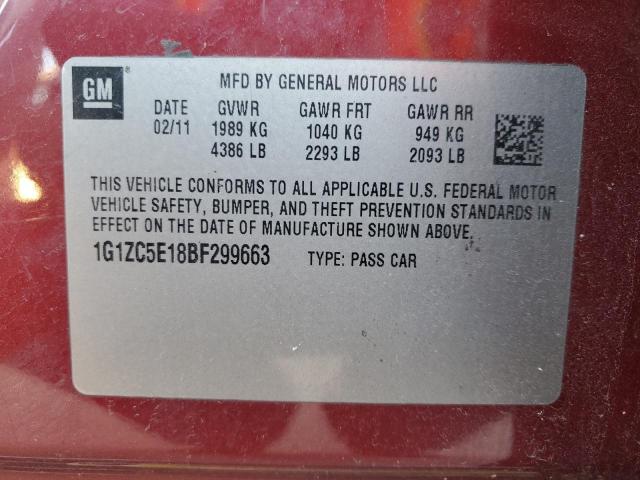 GM
MFD BY GENERAL MOTORS LLC
DATE GVWR GAWR FRT GAWR RR
02/11 1989 KG 1040 KG 949 KG
4386 LB 2293 LB 2093 LB
THIS VEHICLE CONFORMS TO ALL APPLICABLE U.S. FEDERAL MOTOR
VEHICLE SAFETY, BUMPER, AND THEFT PREVENTION STANDARDS IN
EFFECT ON THE DATE OF MANUFACTURE SHOWN ABOVE.
1G1ZC5E18BF299663 TYPE: PASS CAR